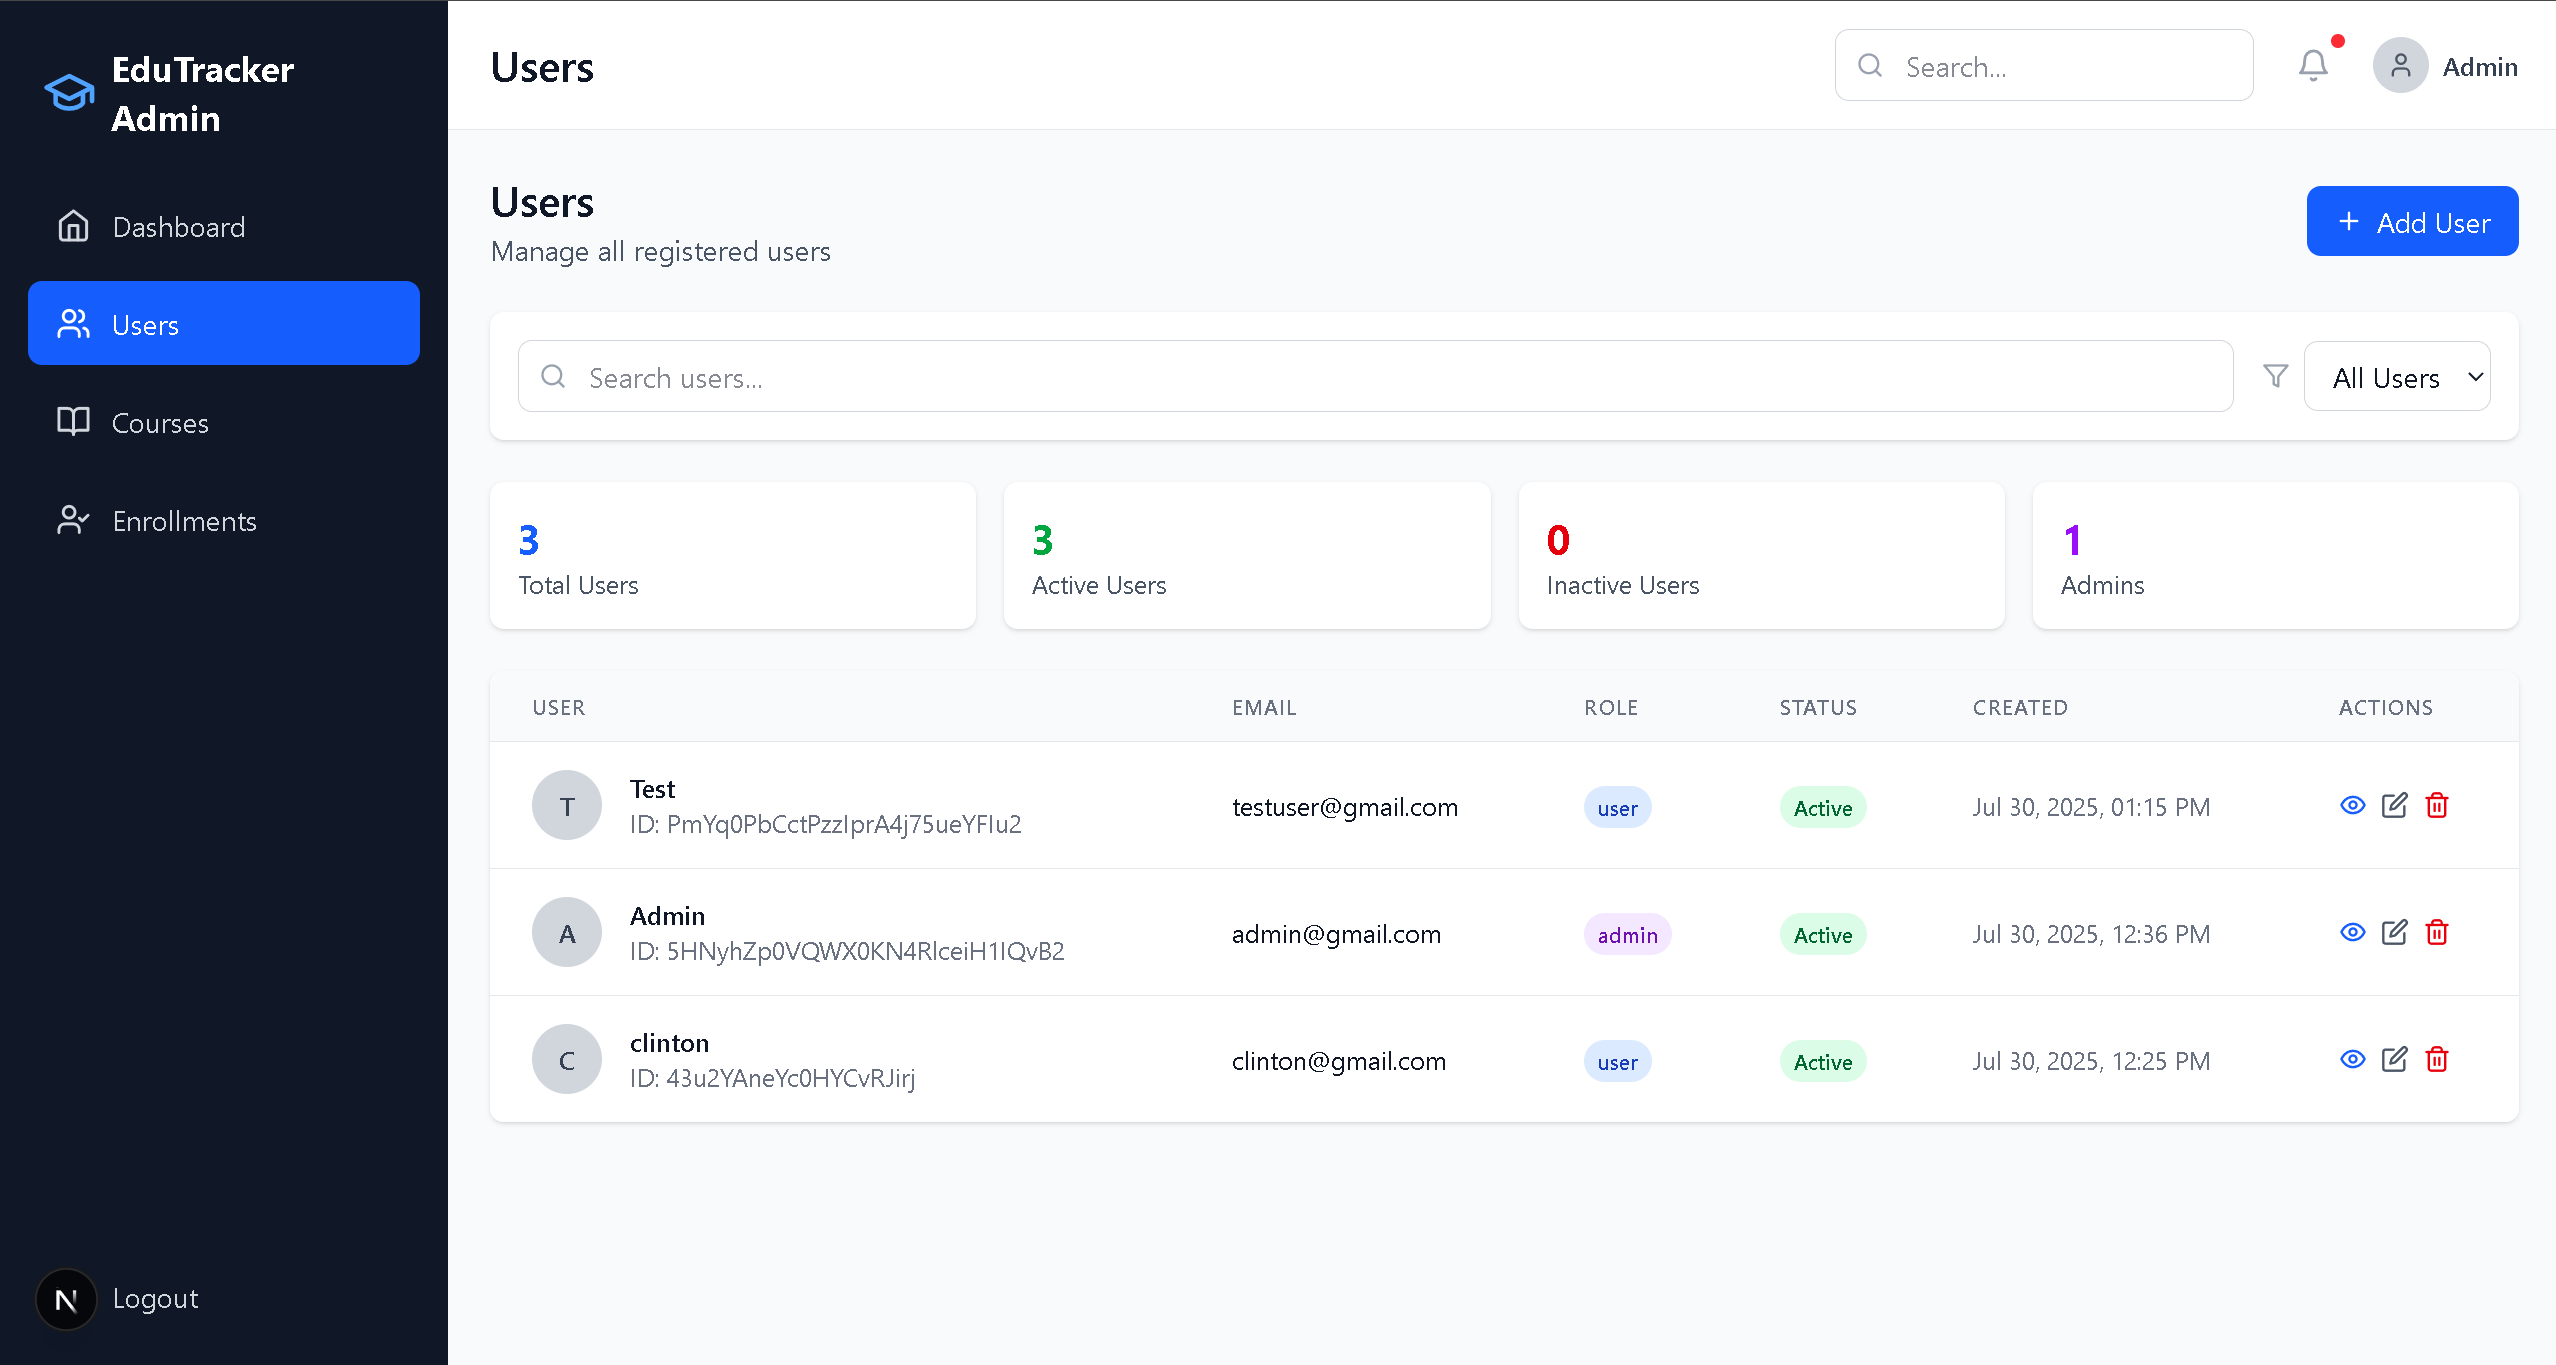 EduTracker
Admin
Dashboard
Users
Courses
Enrollments
N
Logout
Users
Search...
Admin
Users
Manage all registered users
+ Add User
Search users...
All Users
3
Total Users
3
Active Users
0
Inactive Users
1
Admins
USER EMAIL ROLE STATUS CREATED ACTIONS
T
Test
ID: PmYq0PbCctPzzIprA4j75ueYFIu2
testuser@gmail.com user Active Jul 30, 2025, 01:15 PM
A
Admin
ID: 5HNyhZp0VQWX0KN4RlceiH1IQvB2
admin@gmail.com admin Active Jul 30, 2025, 12:36 PM
C
clinton
ID: 43u2YAneYc0HYCvRJirj
clinton@gmail.com user Active Jul 30, 2025, 12:25 PM